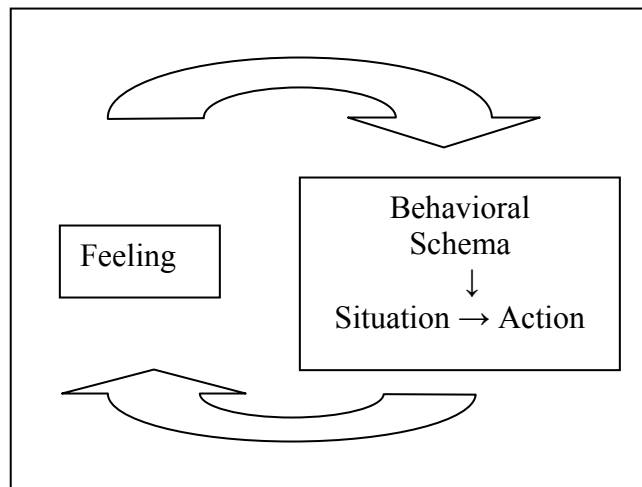 Feeling
Behavioral
Schema
↓
Situation → Action